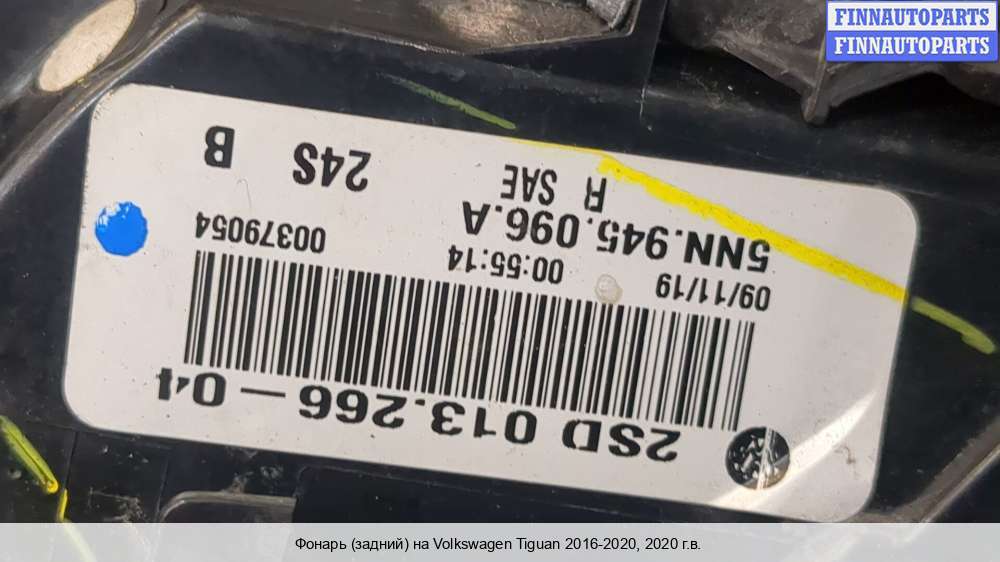 FINNAUTOPARTS
FINNAUTOPARTS
2SD 013.266-04
09/11/19 00:55:14 00379054
5NN.945.096.A
R SAE 24S B
Фонарь (задний) на Volkswagen Tiguan 2016-2020, 2020 г.в.